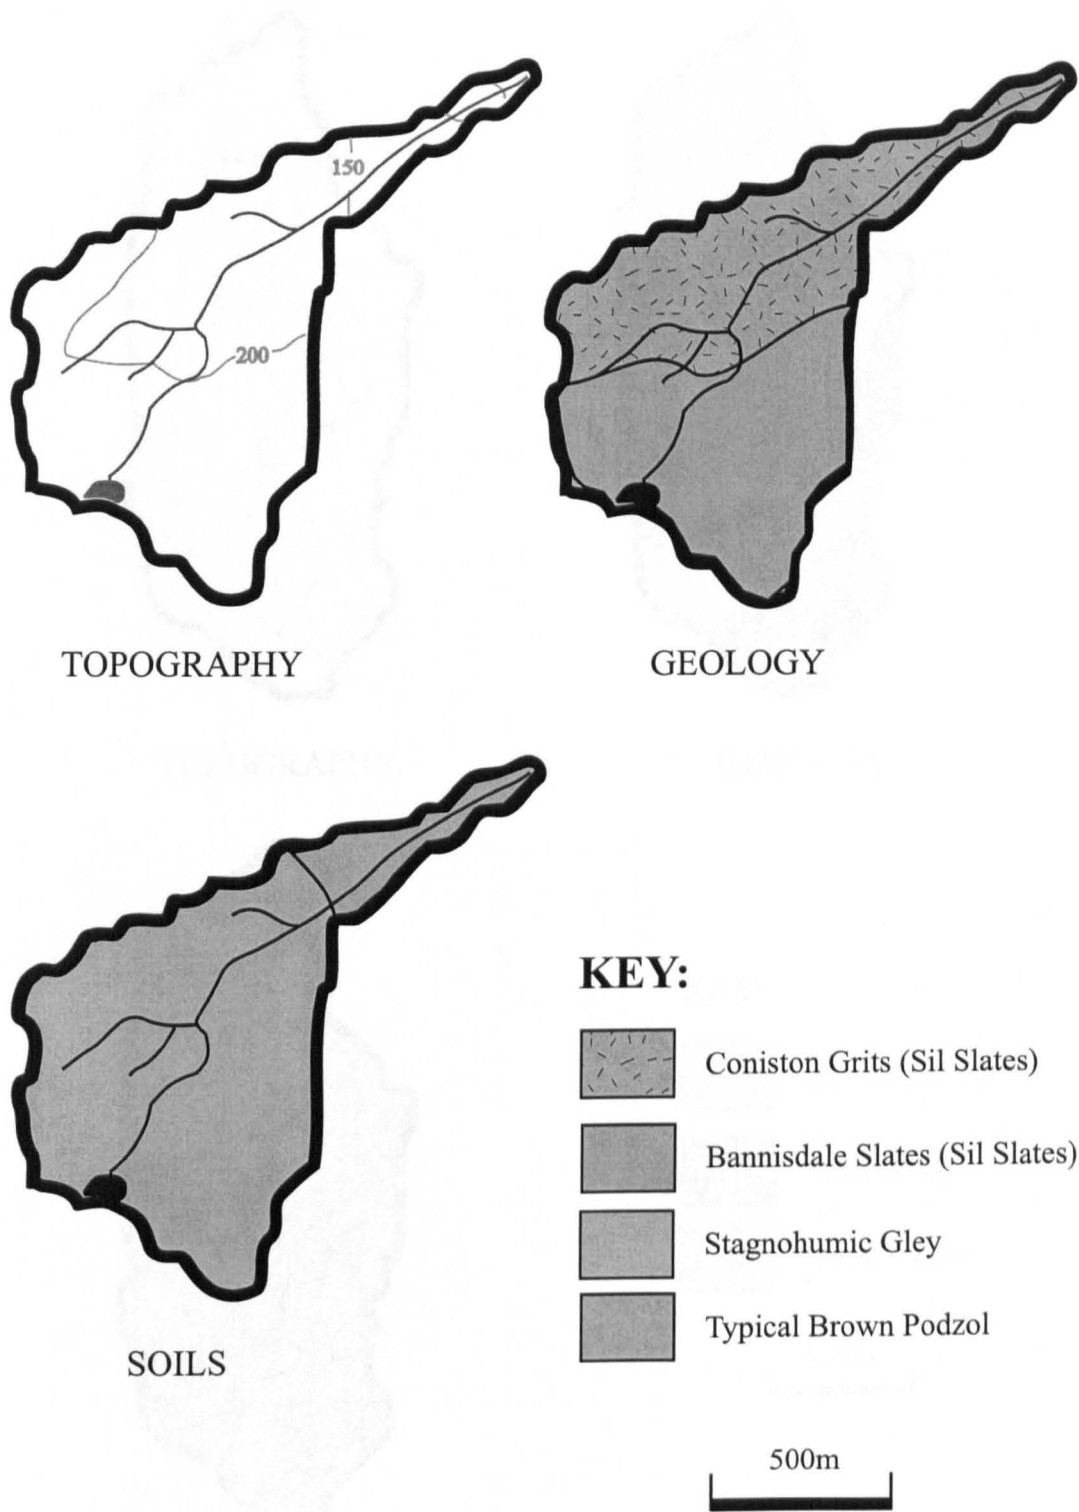 150
200
TOPOGRAPHY
GEOLOGY
SOILS
KEY:
Coniston Grits (Sil Slates)
Bannisdale Slates (Sil Slates)
Stagnohumic Gley
Typical Brown Podzol
500m